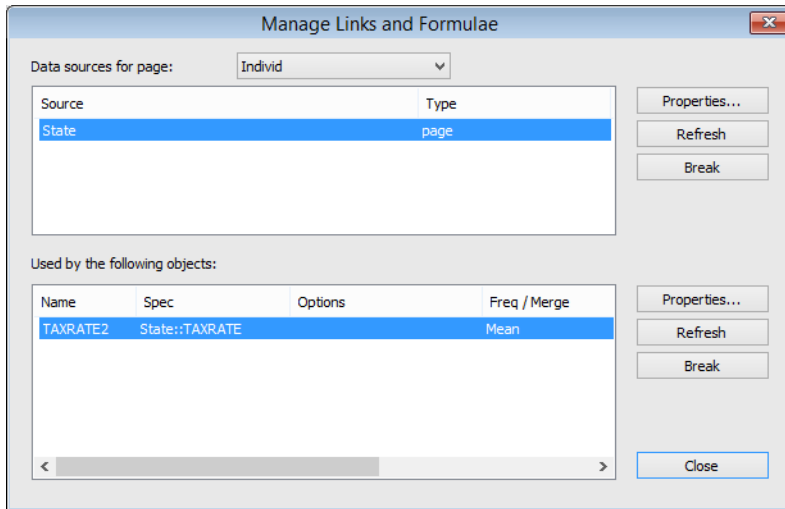 Manage Links and Formulae
Data sources for page: Individ
Source Type Properties...
State page Refresh
Break
Used by the following objects:
Name Spec Options Freq / Merge Properties...
TAXRATE2 State::TAXRATE Mean Refresh
Break
Close